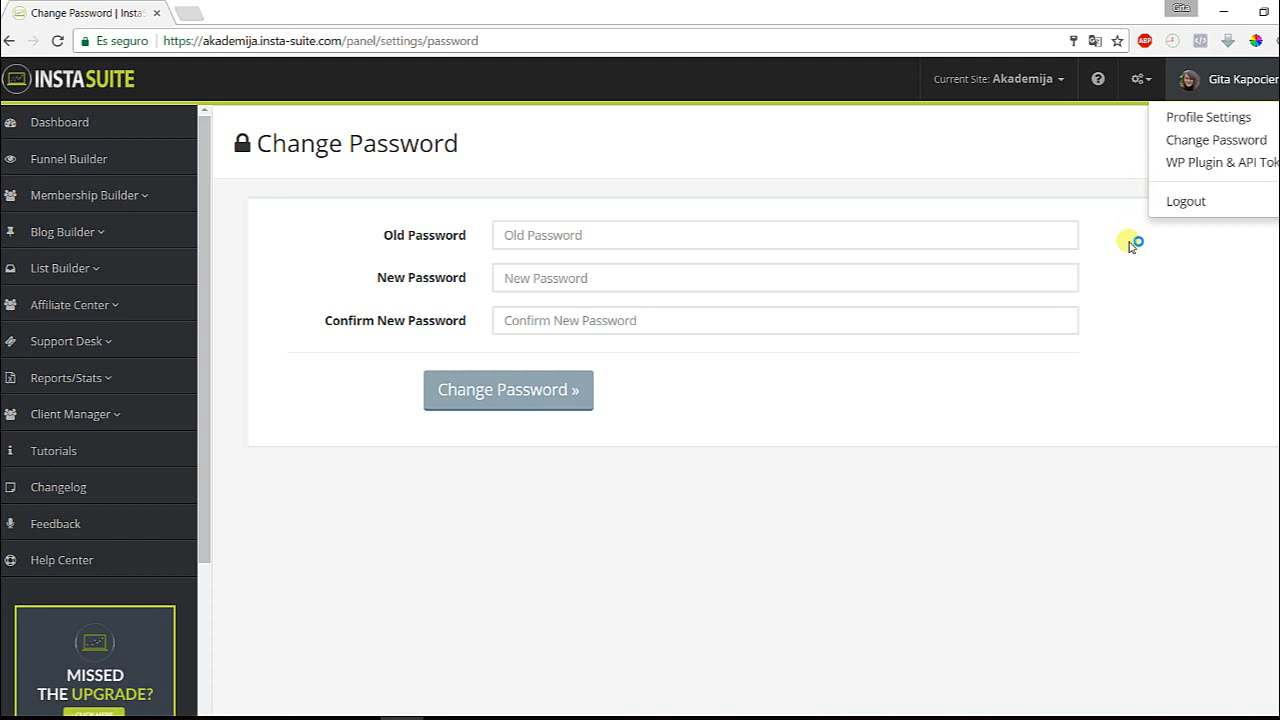 Gita
Change Password | Insta
Es seguro
https://akademija.insta-suite.com/panel/settings/password
ABP
INSTASUITE
Current Site: Akademija
Gita Kapocier
Profile Settings
Change Password
WP Plugin & API Tok
Logout
Dashboard
Funnel Builder
Membership Builder
Blog Builder
List Builder
Affiliate Center
Support Desk
Reports/Stats
Client Manager
Tutorials
Changelog
Feedback
Help Center
MISSED
THE UPGRADE?
Change Password
Old Password
Old Password
New Password
New Password
Confirm New Password
Confirm New Password
Change Password »